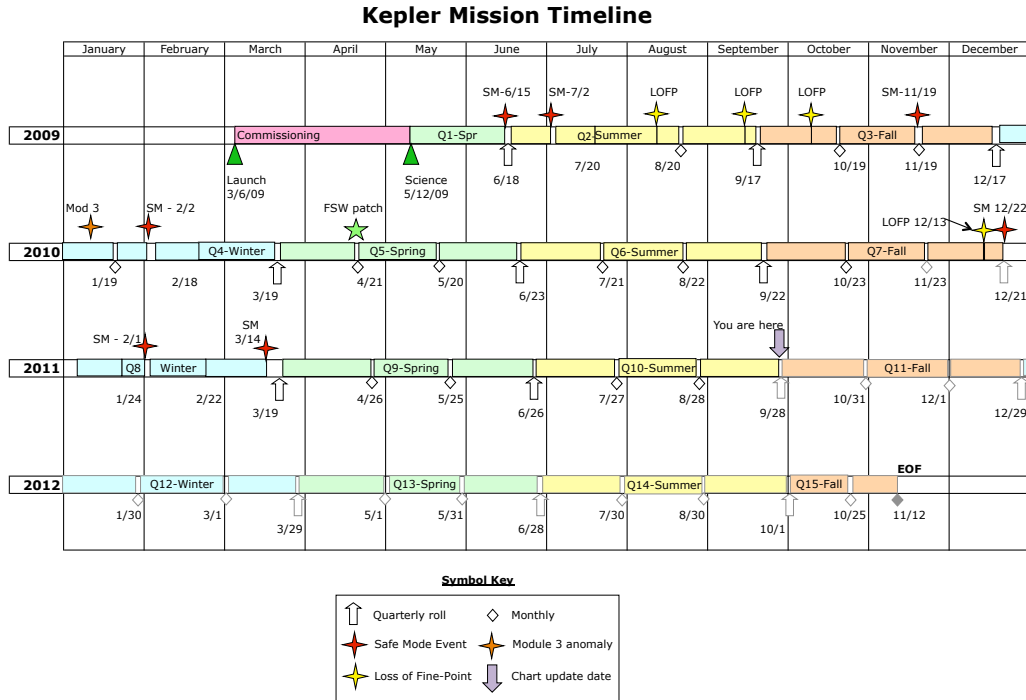 Kepler Mission Timeline
January February March April May June July August September October November December
SM-6/15 SM-7/2 LOFP LOFP LOFP SM-11/19
2009 Commissioning Q1-Spr Q2-Summer Q3-Fall
6/18 7/20 8/20 9/17 10/19 11/19 12/17
Launch
3/6/09
Science
5/12/09
Mod 3 SM - 2/2 FSW patch LOFP 12/13 SM 12/22
2010 Q4-Winter Q5-Spring Q6-Summer Q7-Fall
1/19 2/18 3/19 4/21 5/20 6/23 7/21 8/22 9/22 10/23 11/23 12/21
SM - 2/1 SM
3/14
You are here
2011 Q8 Winter Q9-Spring Q10-Summer Q11-Fall
1/24 2/22 3/19 4/26 5/25 6/26 7/27 8/28 9/28 10/31 12/1 12/29
EOF
2012 Q12-Winter Q13-Spring Q14-Summer Q15-Fall
1/30 3/1 3/29 5/1 5/31 6/28 7/30 8/30 10/1 10/25 11/12
Symbol Key
Quarterly roll Monthly
Safe Mode Event Module 3 anomaly
Loss of Fine-Point Chart update date